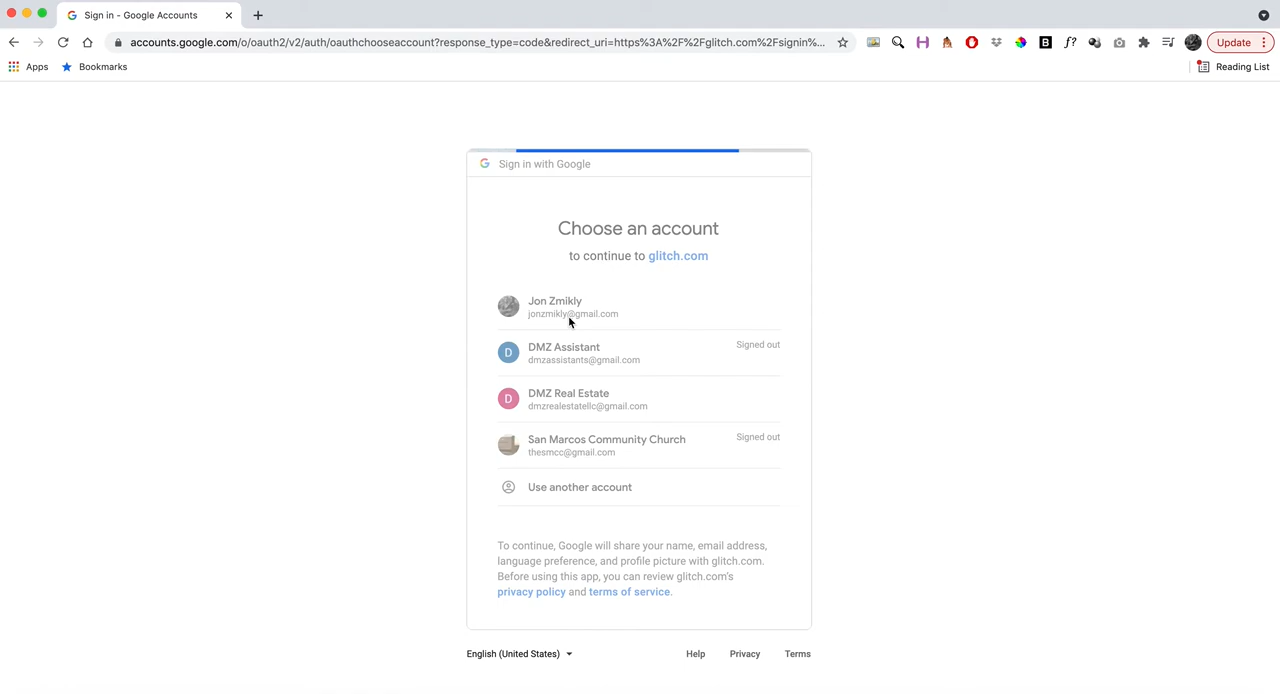 Sign in - Google Accounts
accounts.google.com/o/oauth2/v2/auth/oauthchooseaccount?response_type=code&redirect_uri=https%3A%2F%2Fglitch.com%2Fsignin%...
Update
Apps
Bookmarks
Reading List
Sign in with Google
Choose an account
to continue to glitch.com
Jon Zmikly
jonzmikly@gmail.com
DMZ Assistant
Signed out
dmzassistants@gmail.com
DMZ Real Estate
dmzrealestatellc@gmail.com
San Marcos Community Church
Signed out
thesmcc@gmail.com
Use another account
To continue, Google will share your name, email address,
language preference, and profile picture with glitch.com.
Before using this app, you can review glitch.com's
privacy policy and terms of service.
English (United States)
Help
Privacy
Terms